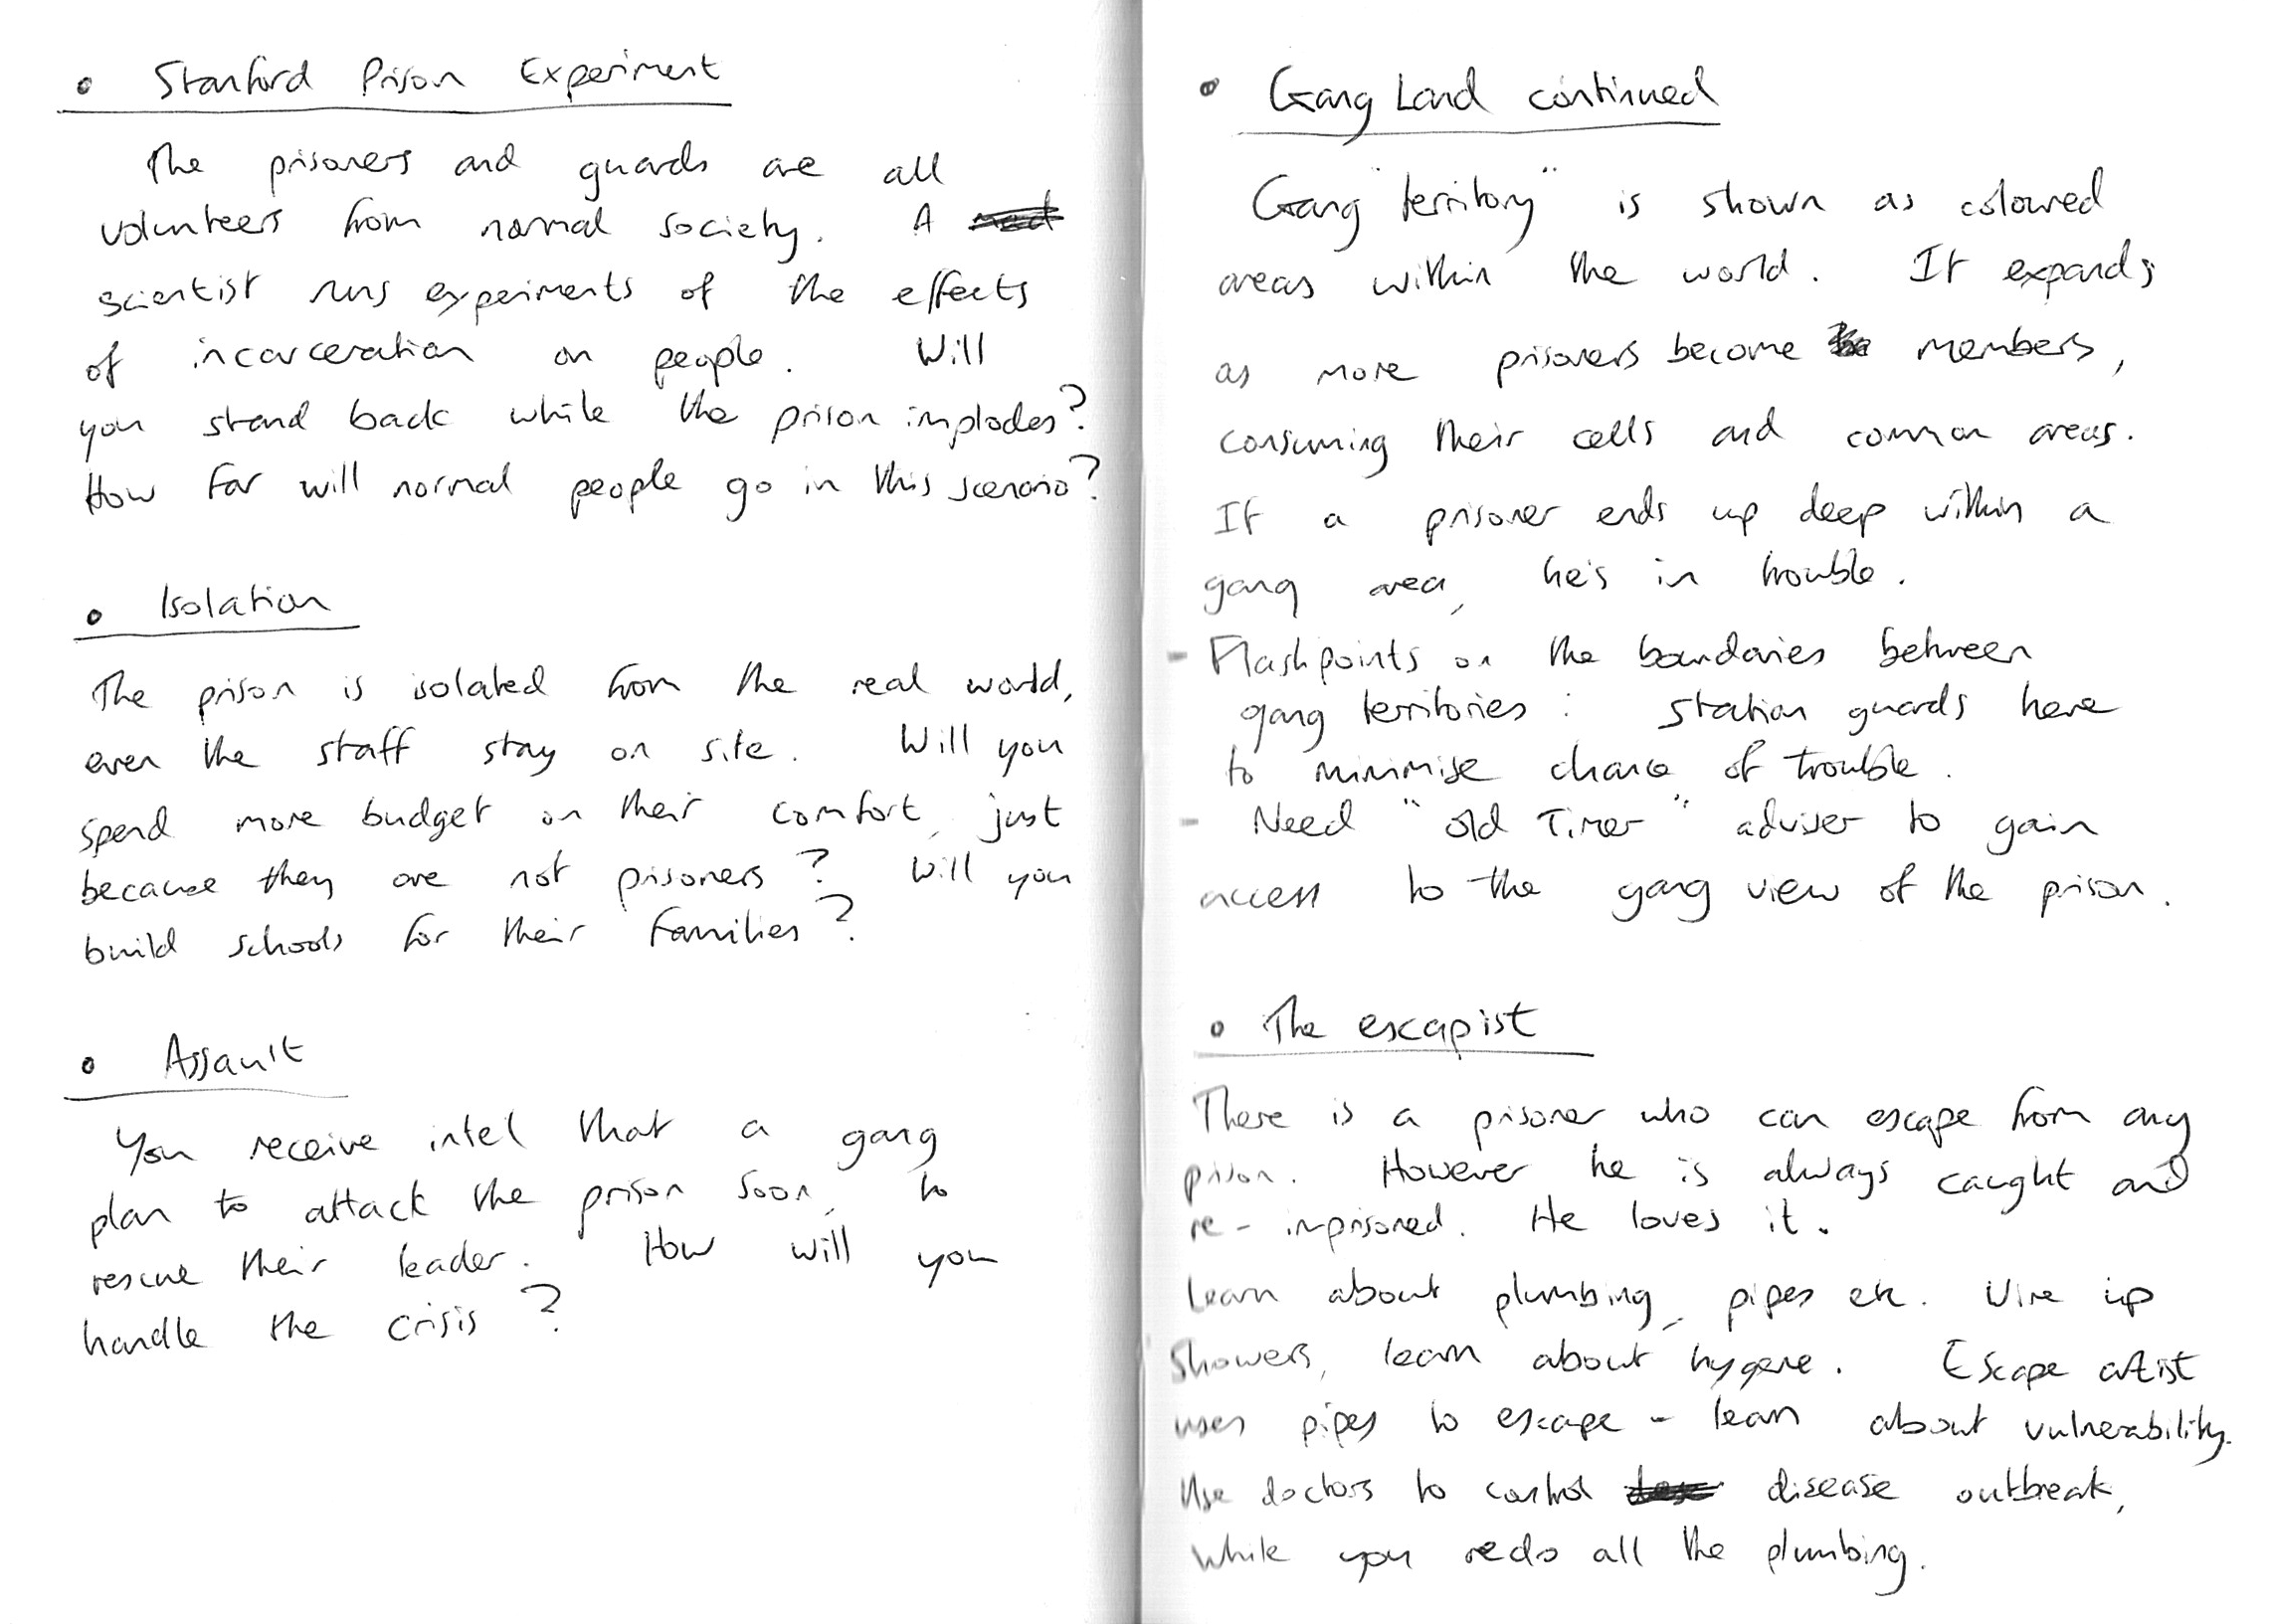 • Stanford Prison Experiment
The prisoners and guards are all
volunteers from normal society. A
scientist runs experiments of the effects
of incarceration on people. Will
you stand back while the prison implodes?
How far will normal people go in this scenario?
• Isolation
The prison is isolated from the real world,
even the staff stay on site. Will you
spend more budget on their comfort, just
because they are not prisoners? Will you
build schools for their families?
• Assault
You receive intel that a gang
plan to attack the prison soon, to
rescue their leader. How will you
handle the crisis?
• Gang Land continued
Gang "territory" is shown as coloured
areas within the world. It expands
as more prisoners become members,
consuming their cells and common areas.
If a prisoner ends up deep within a
gang area, he's in trouble.
- Flashpoints on the boundaries between
gang territories : Station guards here
to minimise chance of trouble.
- Need "old Timer" adviser to gain
access to the gang view of the prison.
• The escapist
There is a prisoner who can escape from any
prison. However he is always caught and
re-imprisoned. He loves it.
Learn about plumbing, pipes etc. Wire up
showers, learn about hygene. Escape artist
uses pipes to escape - learn about vulnerability.
Use doctors to control disease outbreak,
while you redo all the plumbing.